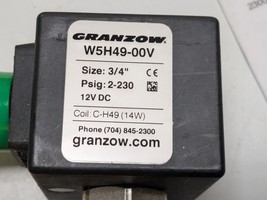 GRANZOW
W5H49-00V
Size: 3/4" CE
Psig: 2-230
12V DC
Coil: C-H49 (14W)
Phone (704) 845-2300
granzow.com